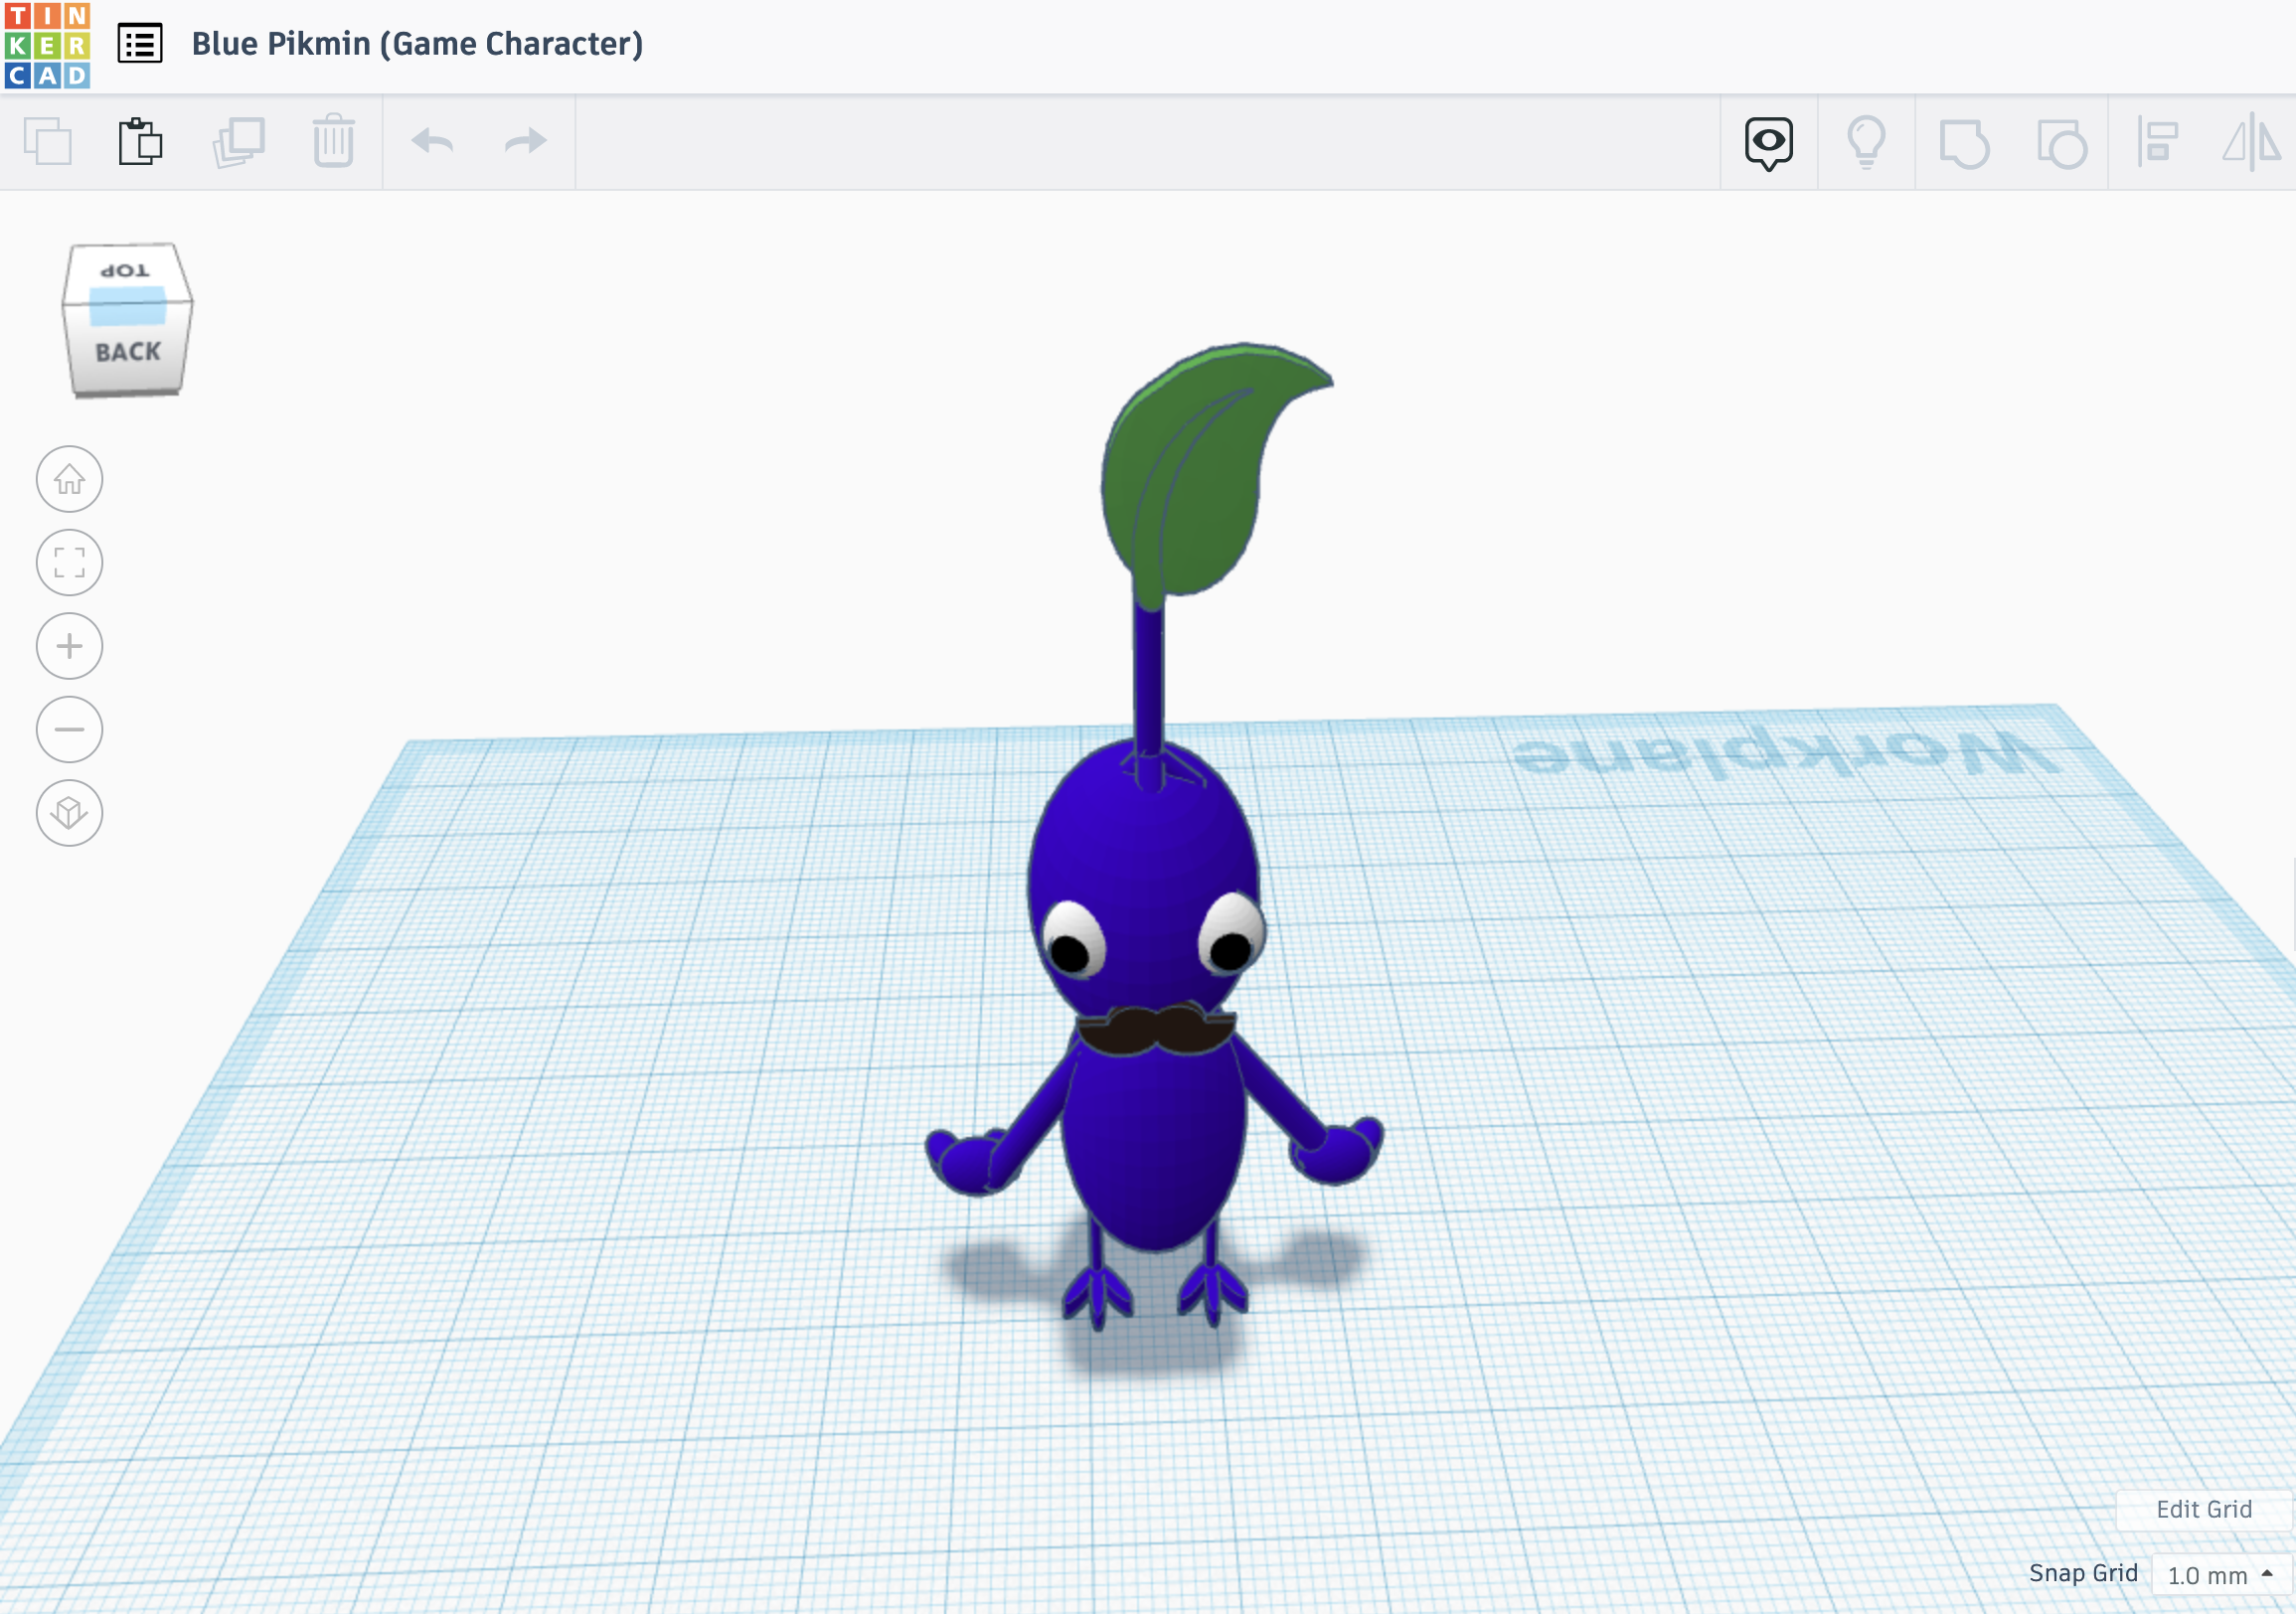 TIN
KER
CAD
Blue Pikmin (Game Character)
TOP
BACK
Workplane
Edit Grid
Snap Grid 1.0 mm